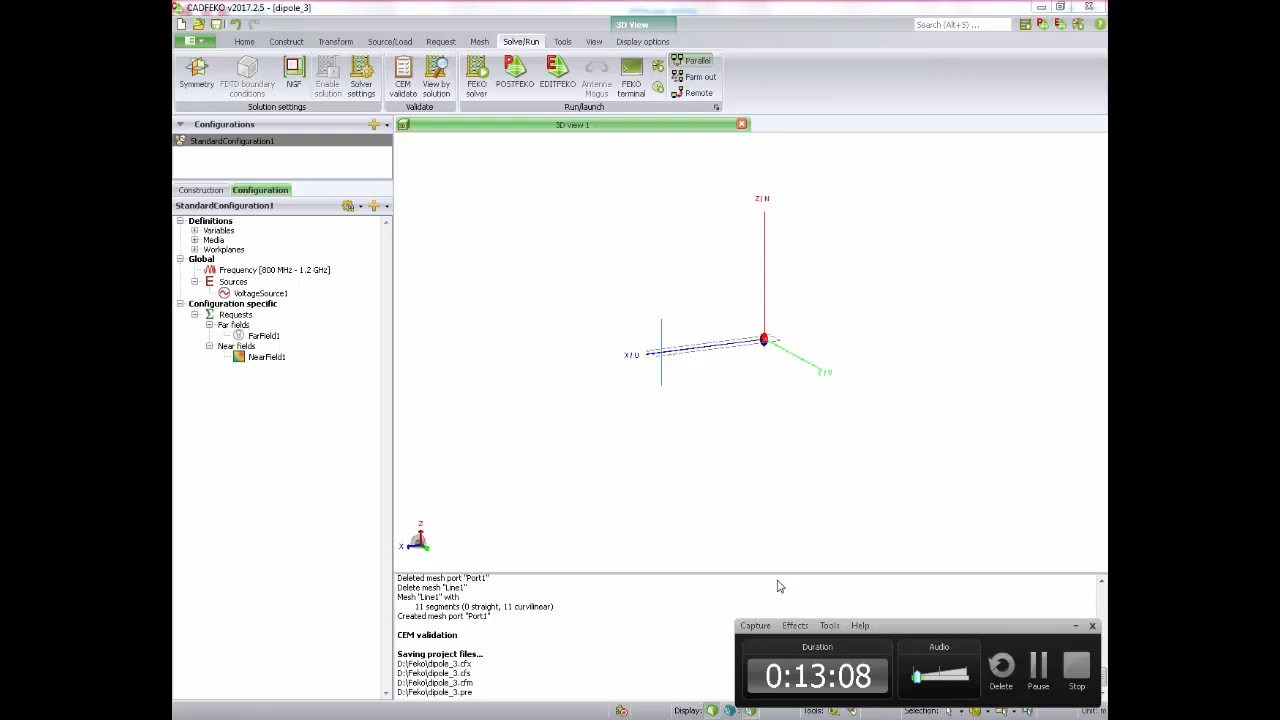 CADFEKO v2017.2.5 - [dipole_3]
3D View
Search (Alt+S)
Home Construct Transform Source/Load Request Mesh Solve/Run Tools View Display options
Symmetry
FDTD boundary conditions
NGF
Enable solution
Solver settings
CEM validate
View by solution
FEKO solver
POSTFEKO
EDITFEKO
Antenna Magus
FEKO terminal
Parallel
Farm out
Remote
Solution settings
Validate
Run/launch
Configurations
3D view 1
StandardConfiguration1
Construction Configuration
StandardConfiguration1
Definitions
Variables
Media
Workplanes
Global
Frequency [800 MHz - 1.2 GHz]
Sources
VoltageSource1
Configuration specific
Requests
Far fields
FarField1
Near fields
NearField1
Z/N
X/U
Y/V
Z
X
Deleted mesh port "Port1"
Delete mesh "Line1"
Mesh "Line1" with
11 segments (0 straight, 11 curvilinear)
Created mesh port "Port1"
CEM validation
Saving project files...
D:\Feko\dipole_3.cfx
D:\Feko\dipole_3.cfs
D:\Feko\dipole_3.cfm
D:\Feko\dipole_3.pre
Capture Effects Tools Help
Duration
0:13:08
Audio
Delete
Pause
Stop
Display:
Tools:
Selection:
Unit: m